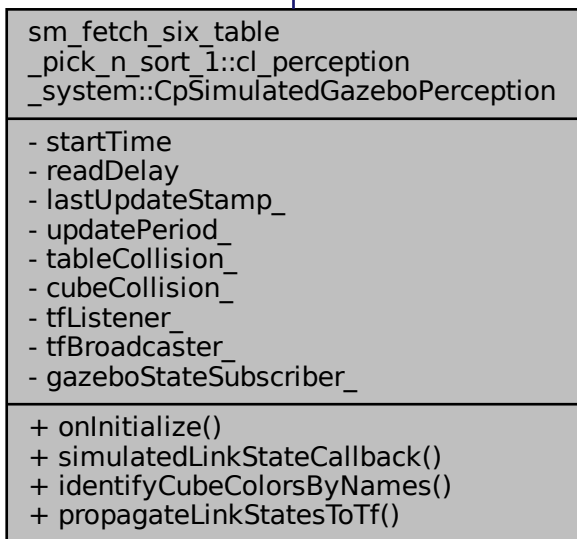 sm_fetch_six_table
_pick_n_sort_1::cl_perception
_system::CpSimulatedGazeboPerception
- startTime
- readDelay
- lastUpdateStamp_
- updatePeriod_
- tableCollision_
- cubeCollision_
- tfListener_
- tfBroadcaster_
- gazeboStateSubscriber_
+ onInitialize()
+ simulatedLinkStateCallback()
+ identifyCubeColorsByNames()
+ propagateLinkStatesToTf()